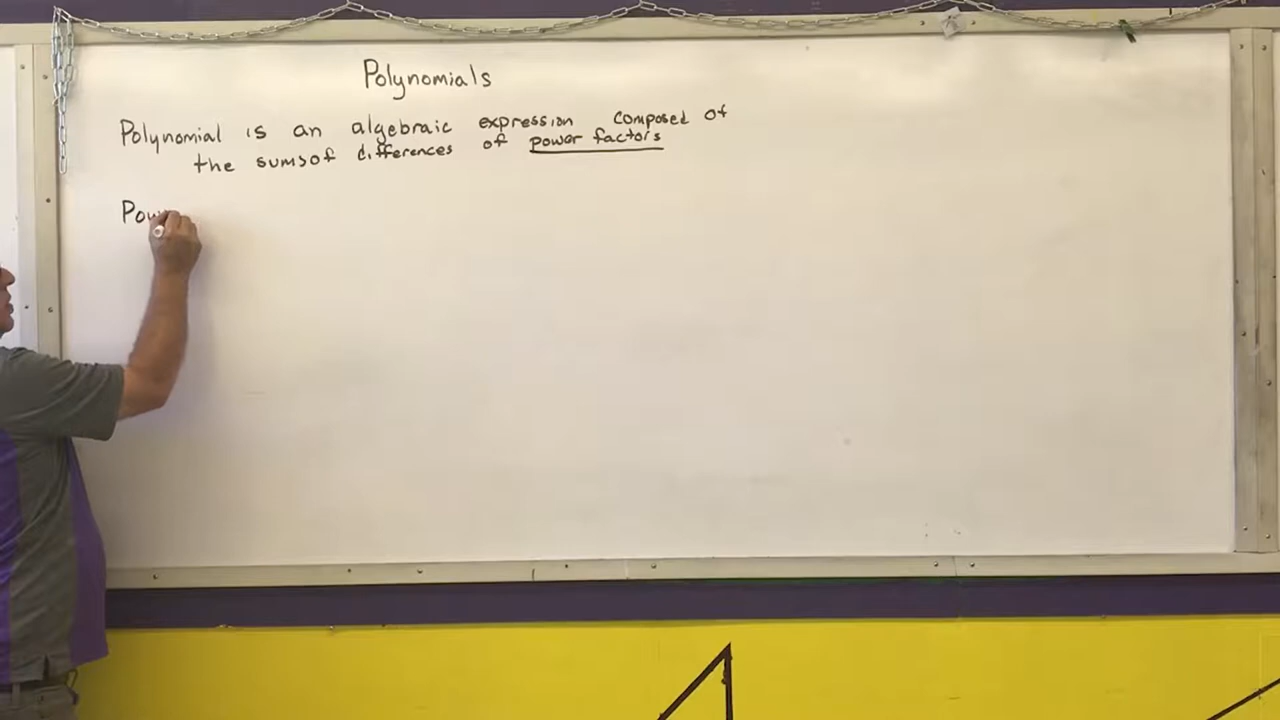 Polynomials
Polynomial is an algebraic expression composed of
the sums of differences of power factors
Pow